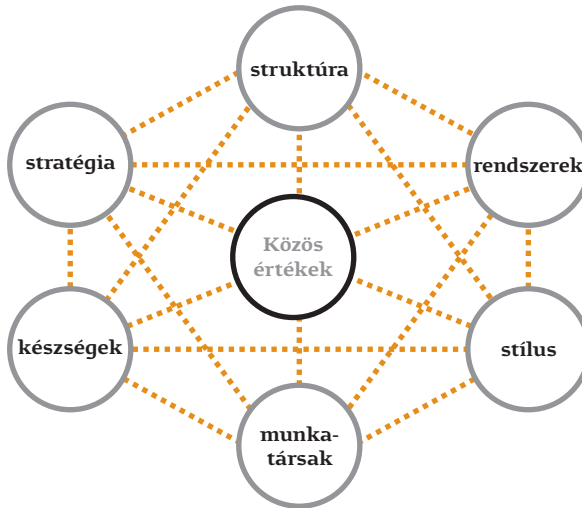 struktúra
stratégia
rendszerek
Közös
értékek
készségek
stílus
munka-
társak